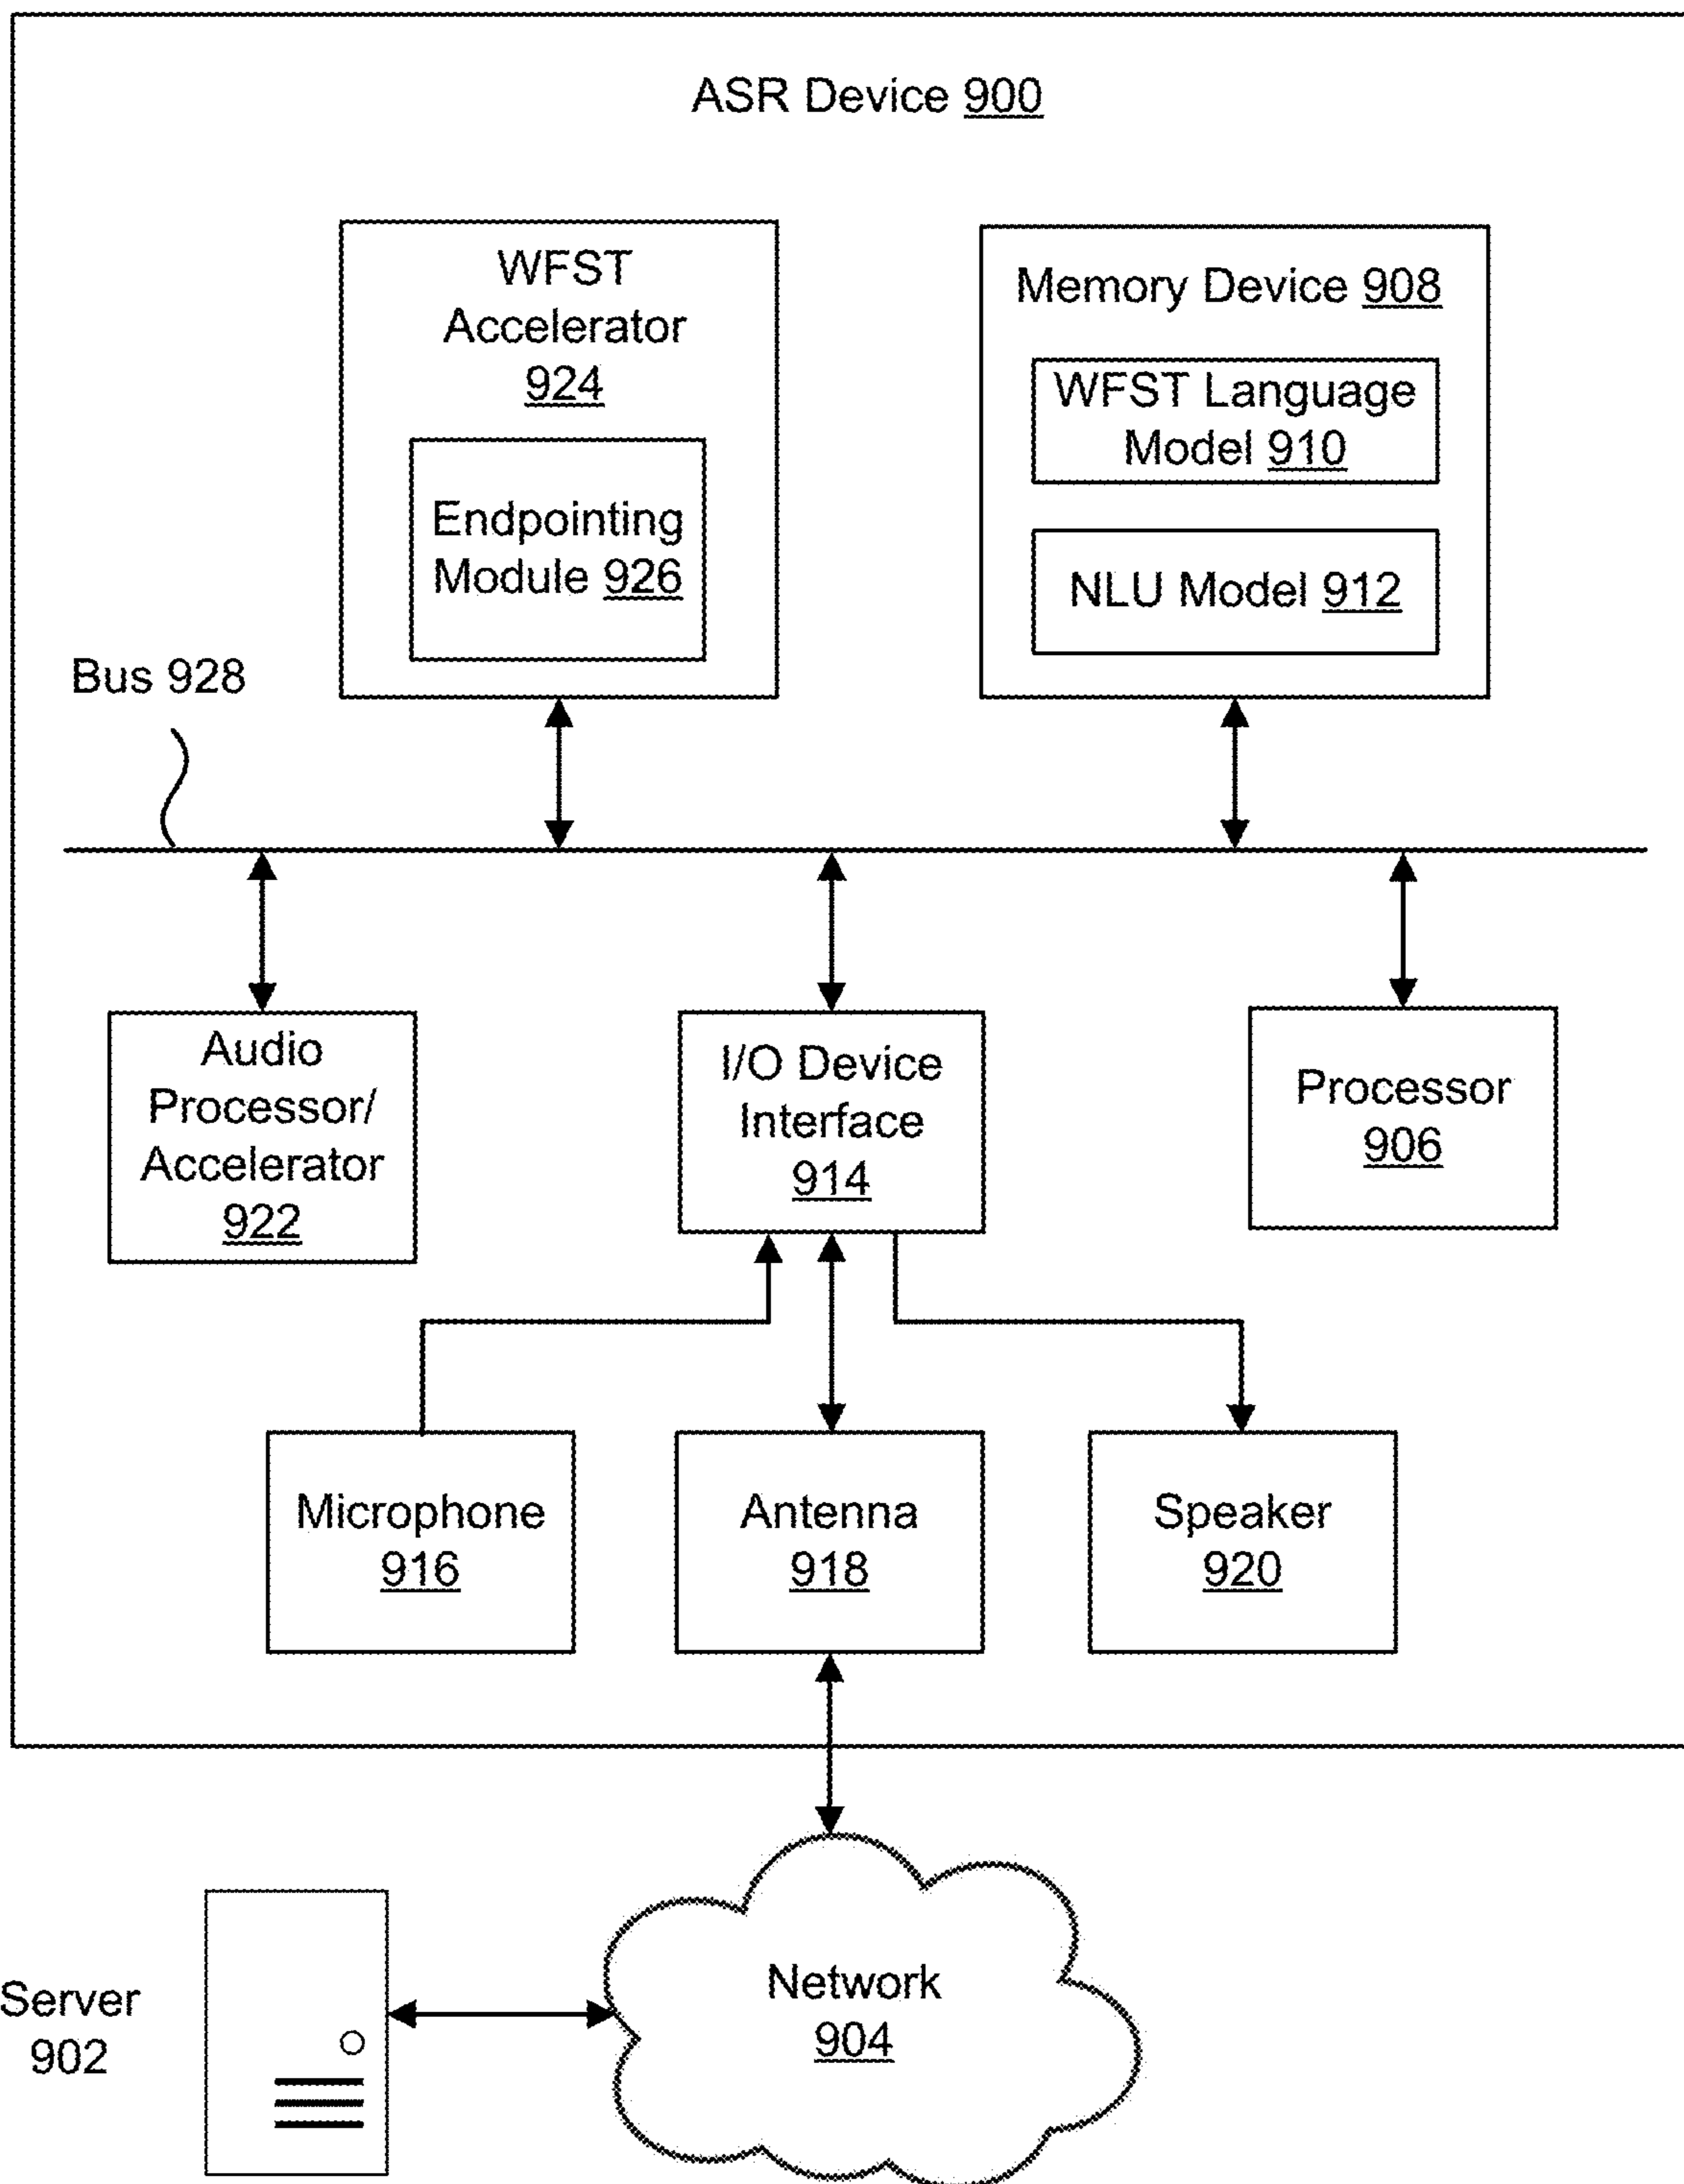 ASR Device 900
WFST
Accelerator
924
Endpointing
Module 926
Memory Device 908
WFST Language
Model 910
NLU Model 912
Bus 928
Audio
Processor/
Accelerator
922
I/O Device
Interface
914
Processor
906
Microphone
916
Antenna
918
Speaker
920
Server
902
Network
904